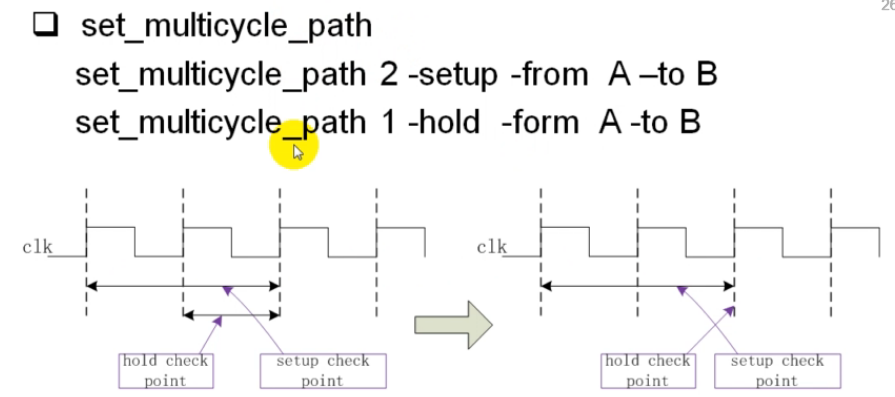 26
❑ set_multicycle_path
set_multicycle_path 2 -setup -from A –to B
set_multicycle_path 1 -hold -form A -to B
clk
clk
hold check
point
setup check
point
hold check
point
setup check
point